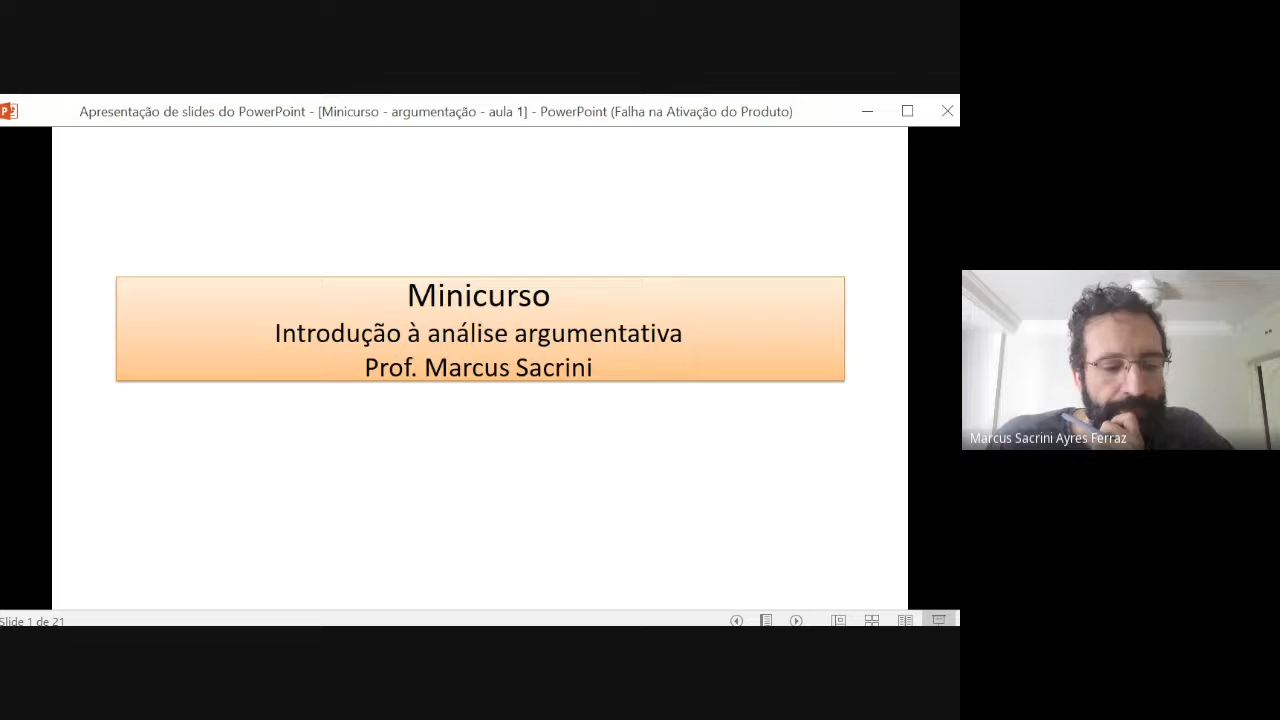 Apresentação de slides do PowerPoint - [Minicurso - argumentação - aula 1] - PowerPoint (Falha na Ativação do Produto)
Minicurso
Introdução à análise argumentativa
Prof. Marcus Sacrini
Marcus Sacrini Ayres Ferraz
Slide 1 de 21